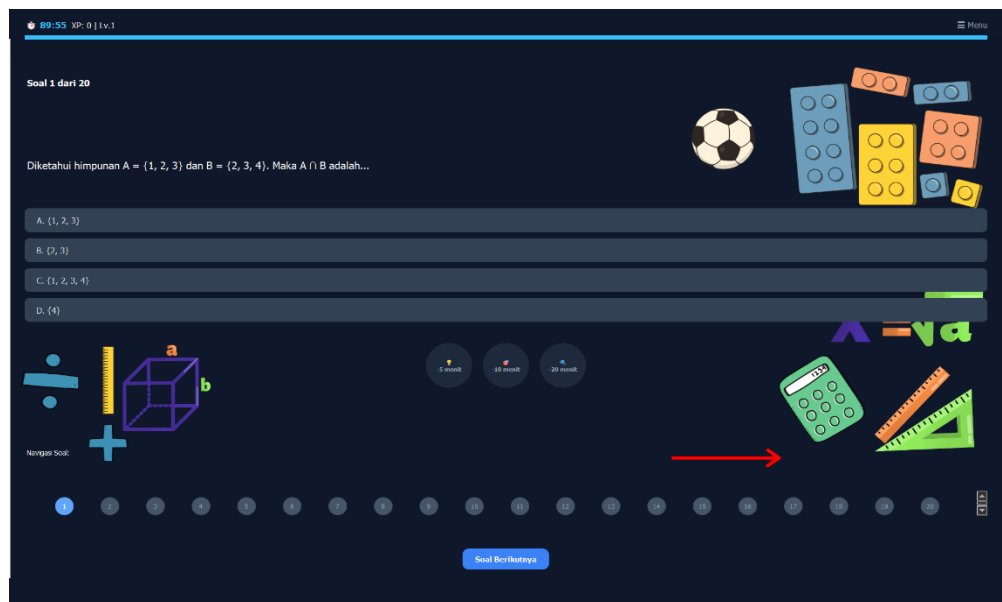 89:55 XP: 0 | Lv.1
☰ Menu
Soal 1 dari 20
Diketahui himpunan A = {1, 2, 3} dan B = {2, 3, 4}. Maka A ∩ B adalah...
A. {1, 2, 3}
B. {2, 3}
C. {1, 2, 3, 4}
D. {4}
a
b
-5 menit
-10 menit
-20 menit
X = √a
1234
Navigasi Soal:
1 2 3 4 5 6 7 8 9 10 11 12 13 14 15 16 17 18 19 20
Soal Berikutnya